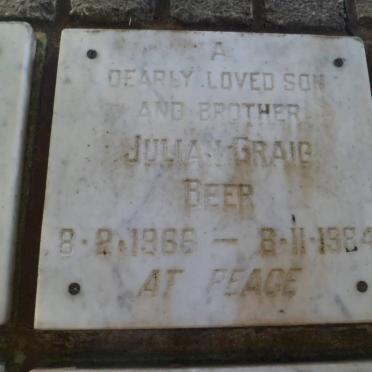 A
DEARLY LOVED SON
AND BROTHER
JULIAN CRAIG
BEER
8·2·1966 — 8·11·1984
AT PEACE